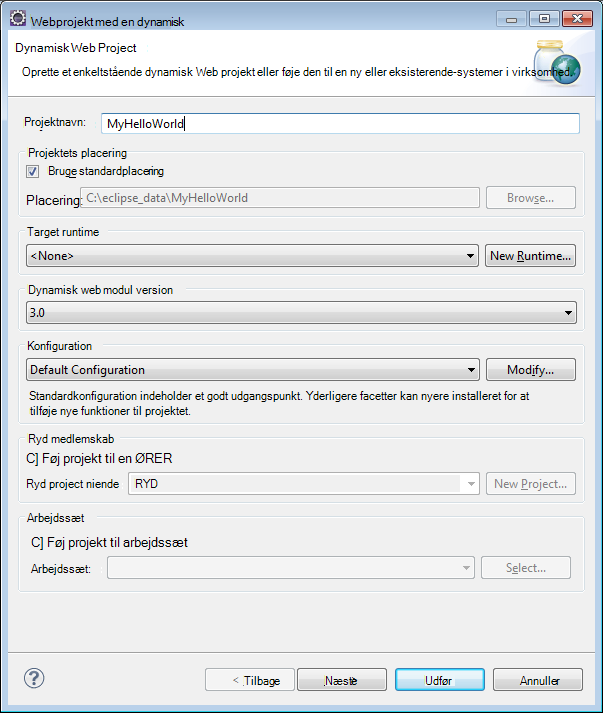 Webprojekt med en dynamisk
Dynamisk Web Project
Oprette et enkeltstående dynamisk Web projekt eller føje den til en ny eller eksisterende-systemer i virksomhed.
Projektnavn: MyHelloWorld
Projektets placering
Bruge standardplacering
Placering: C:\eclipse_data\MyHelloWorld Browse...
Target runtime
<None> New Runtime...
Dynamisk web modul version
3.0
Konfiguration
Default Configuration Modify...
Standardkonfiguration indeholder et godt udgangspunkt. Yderligere facetter kan nyere installeret for at
tilføje nye funktioner til projektet.
Ryd medlemskab
C] Føj projekt til en ØRER
Ryd project niende RYD New Project...
Arbejdssæt
C] Føj projekt til arbejdssæt
Arbejdssæt: Select...
? < Tilbage Næste Udfør Annuller